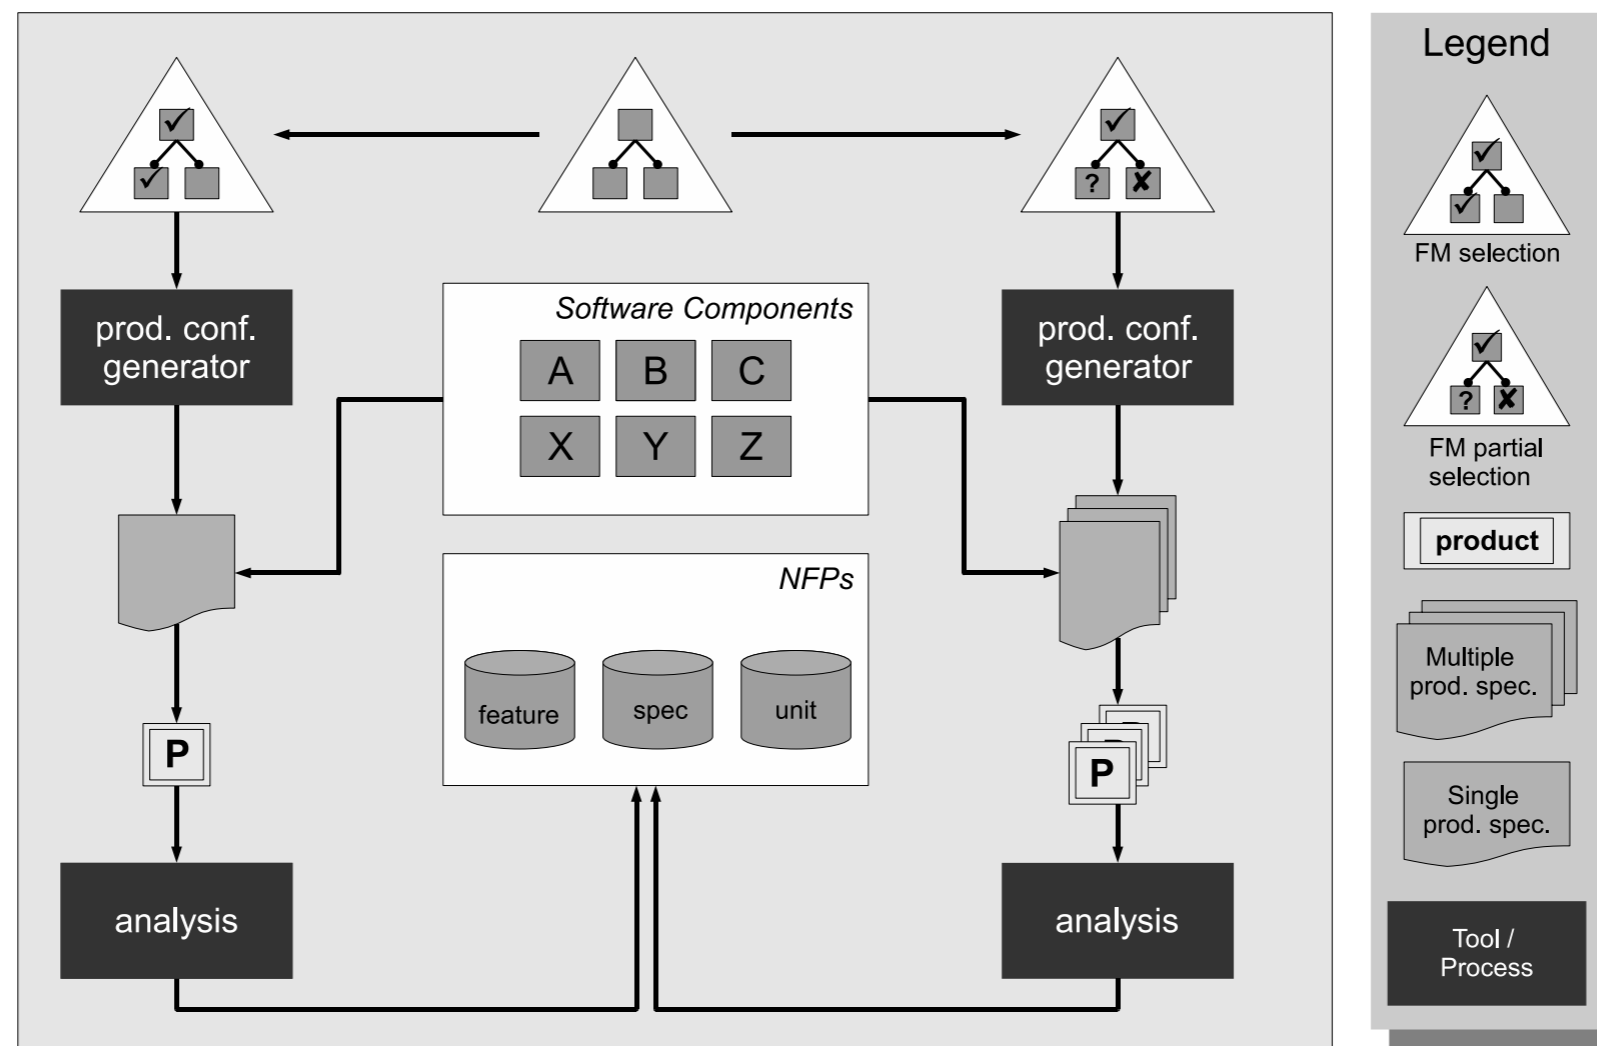 Legend
✓
✓
✓
? ✘
✓
✓
FM selection
prod. conf.
generator
Software Components
A B C
X Y Z
prod. conf.
generator
✓
? ✘
FM partial
selection
product
NFPs
feature
spec
unit
Multiple
prod. spec.
P
P
Single
prod. spec.
analysis
analysis
Tool /
Process